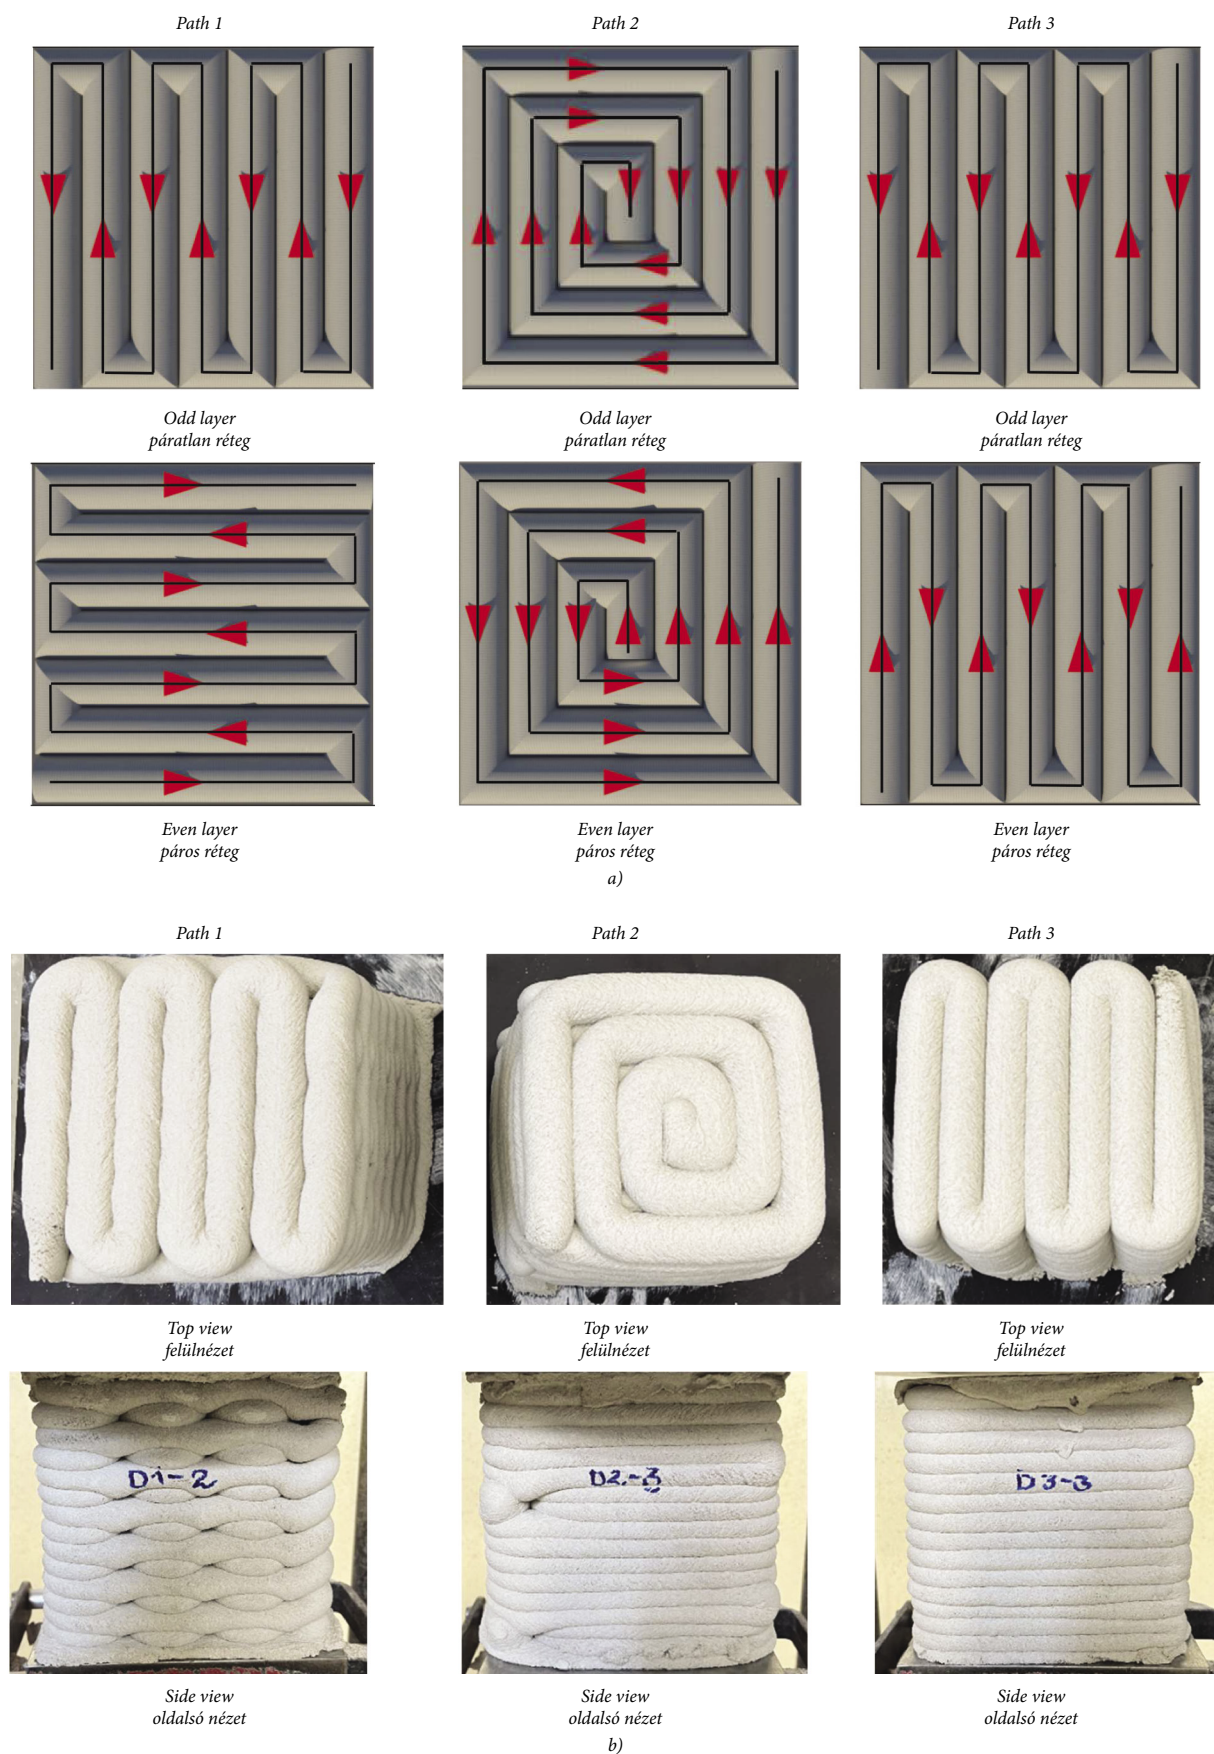 Path 1
Path 2
Path 3
Odd layer
páratlan réteg
Odd layer
páratlan réteg
Odd layer
páratlan réteg
Even layer
páros réteg
Even layer
páros réteg
Even layer
páros réteg
a)
Path 1
Path 2
Path 3
Top view
felülnézet
Top view
felülnézet
Top view
felülnézet
D1-2
D2-3
D3-3
Side view
oldalsó nézet
Side view
oldalsó nézet
Side view
oldalsó nézet
b)